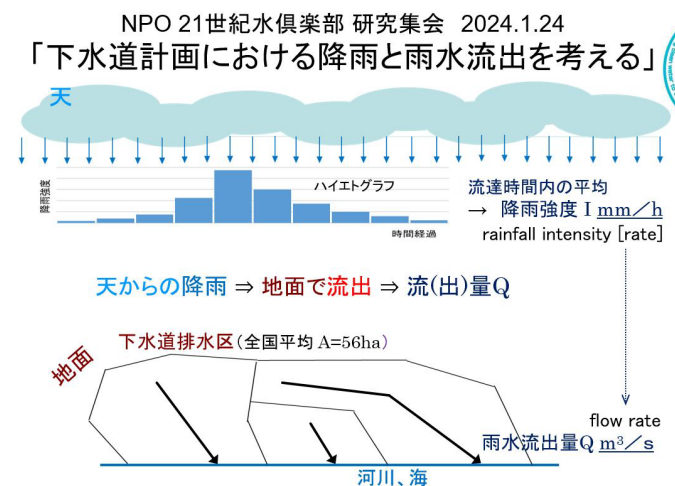 NPO 21世紀水倶楽部 研究集会 2024.1.24
「下水道計画における降雨と雨水流出を考える」
天
降雨強度
ハイエトグラフ
時間経過
流達時間内の平均
→ 降雨強度 I mm/h
rainfall intensity [rate]
天からの降雨 ⇒ 地面で流出 ⇒ 流(出)量Q
地面
下水道排水区(全国平均 A=56ha)
flow rate
雨水流出量Q m³/s
河川、海